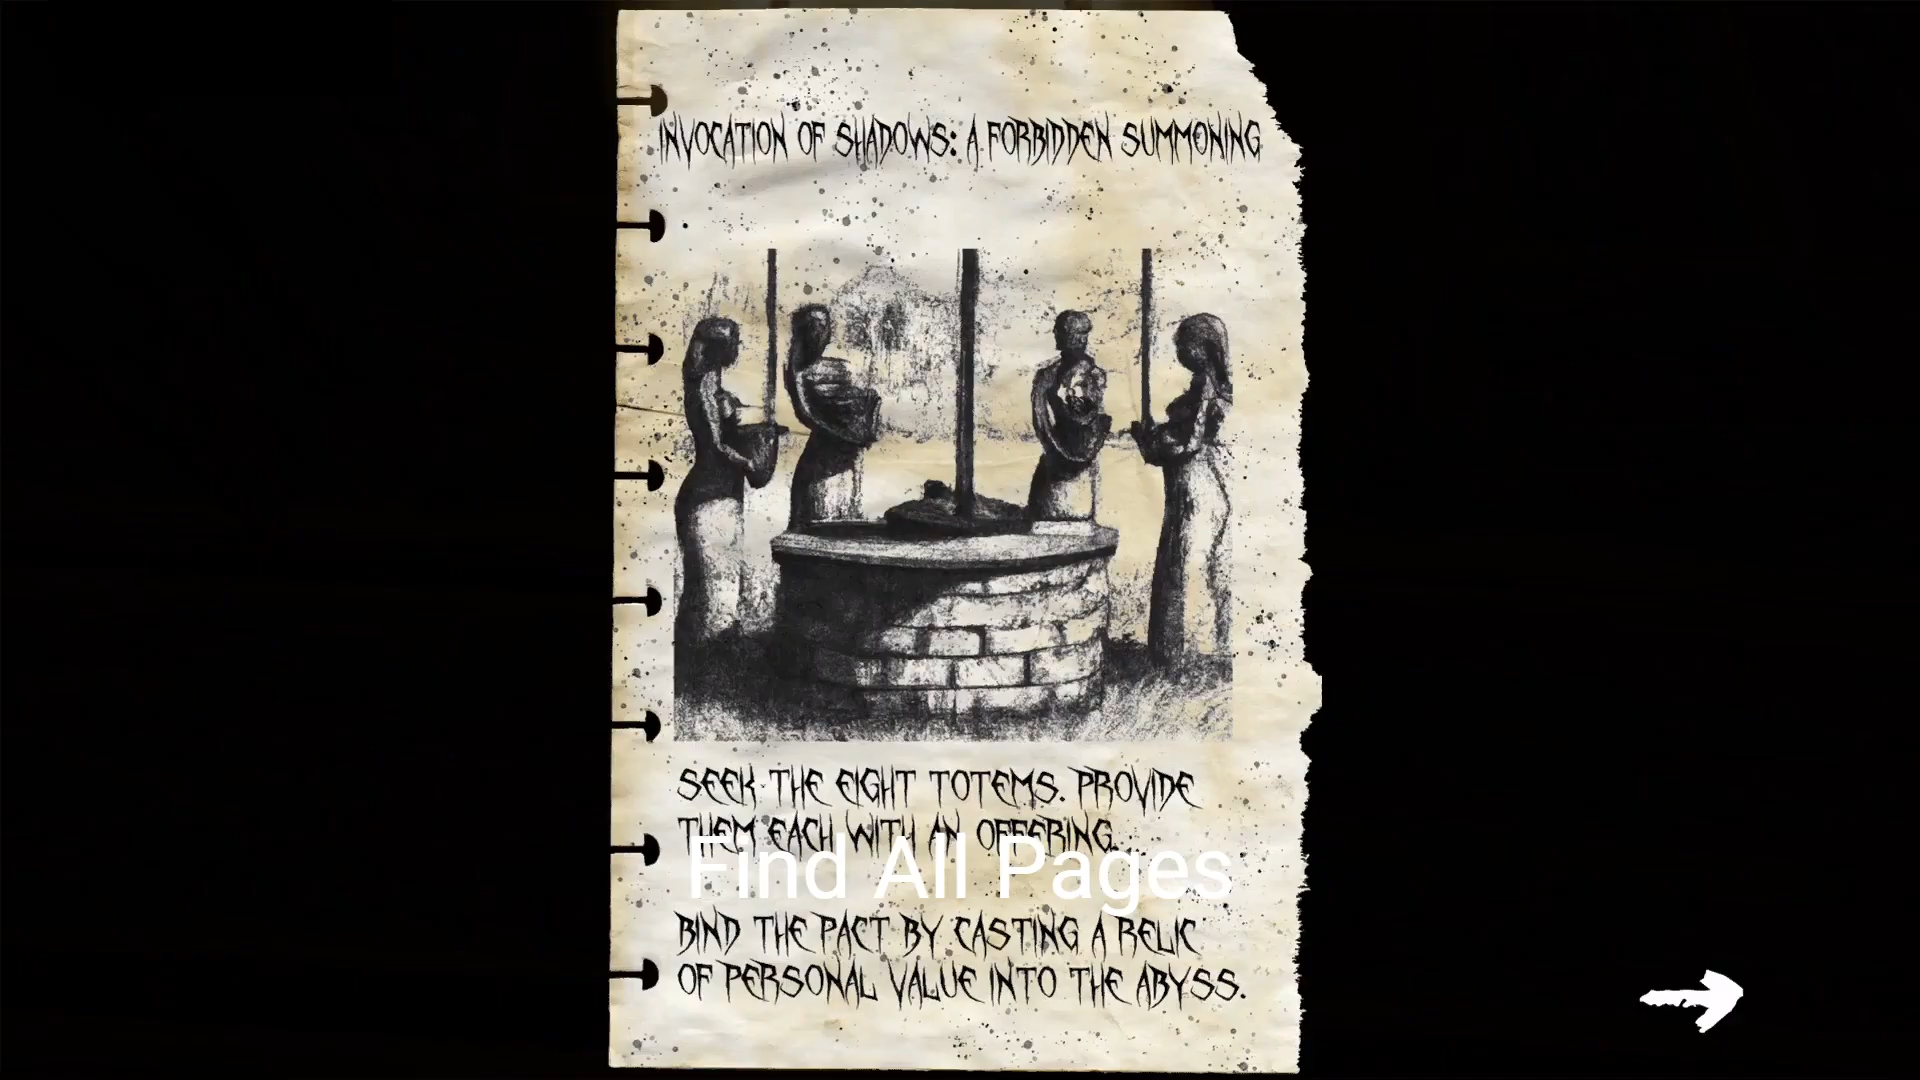 INVOCATION OF SHADOWS: A FORBIDDEN SUMMONING
SEEK THE EIGHT TOTEMS. PROVIDE
THEM EACH WITH AN OFFERING.
Find All Pages
BIND THE PACT BY CASTING A RELIC
OF PERSONAL VALUE INTO THE ABYSS.